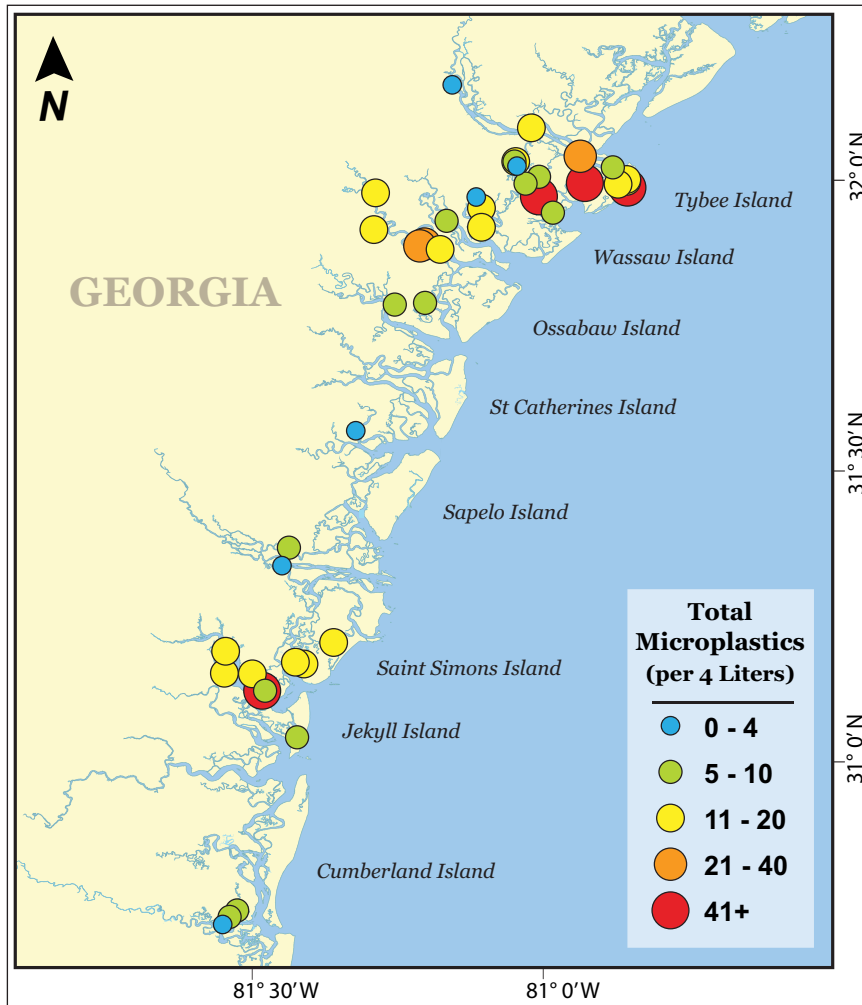 N
GEORGIA
Tybee Island
Wassaw Island
Ossabaw Island
St Catherines Island
Sapelo Island
Saint Simons Island
Jekyll Island
Cumberland Island
32° 0'N
31° 30'N
31° 0'N
81° 30'W
81° 0'W
Total
Microplastics
(per 4 Liters)
0 - 4
5 - 10
11 - 20
21 - 40
41+